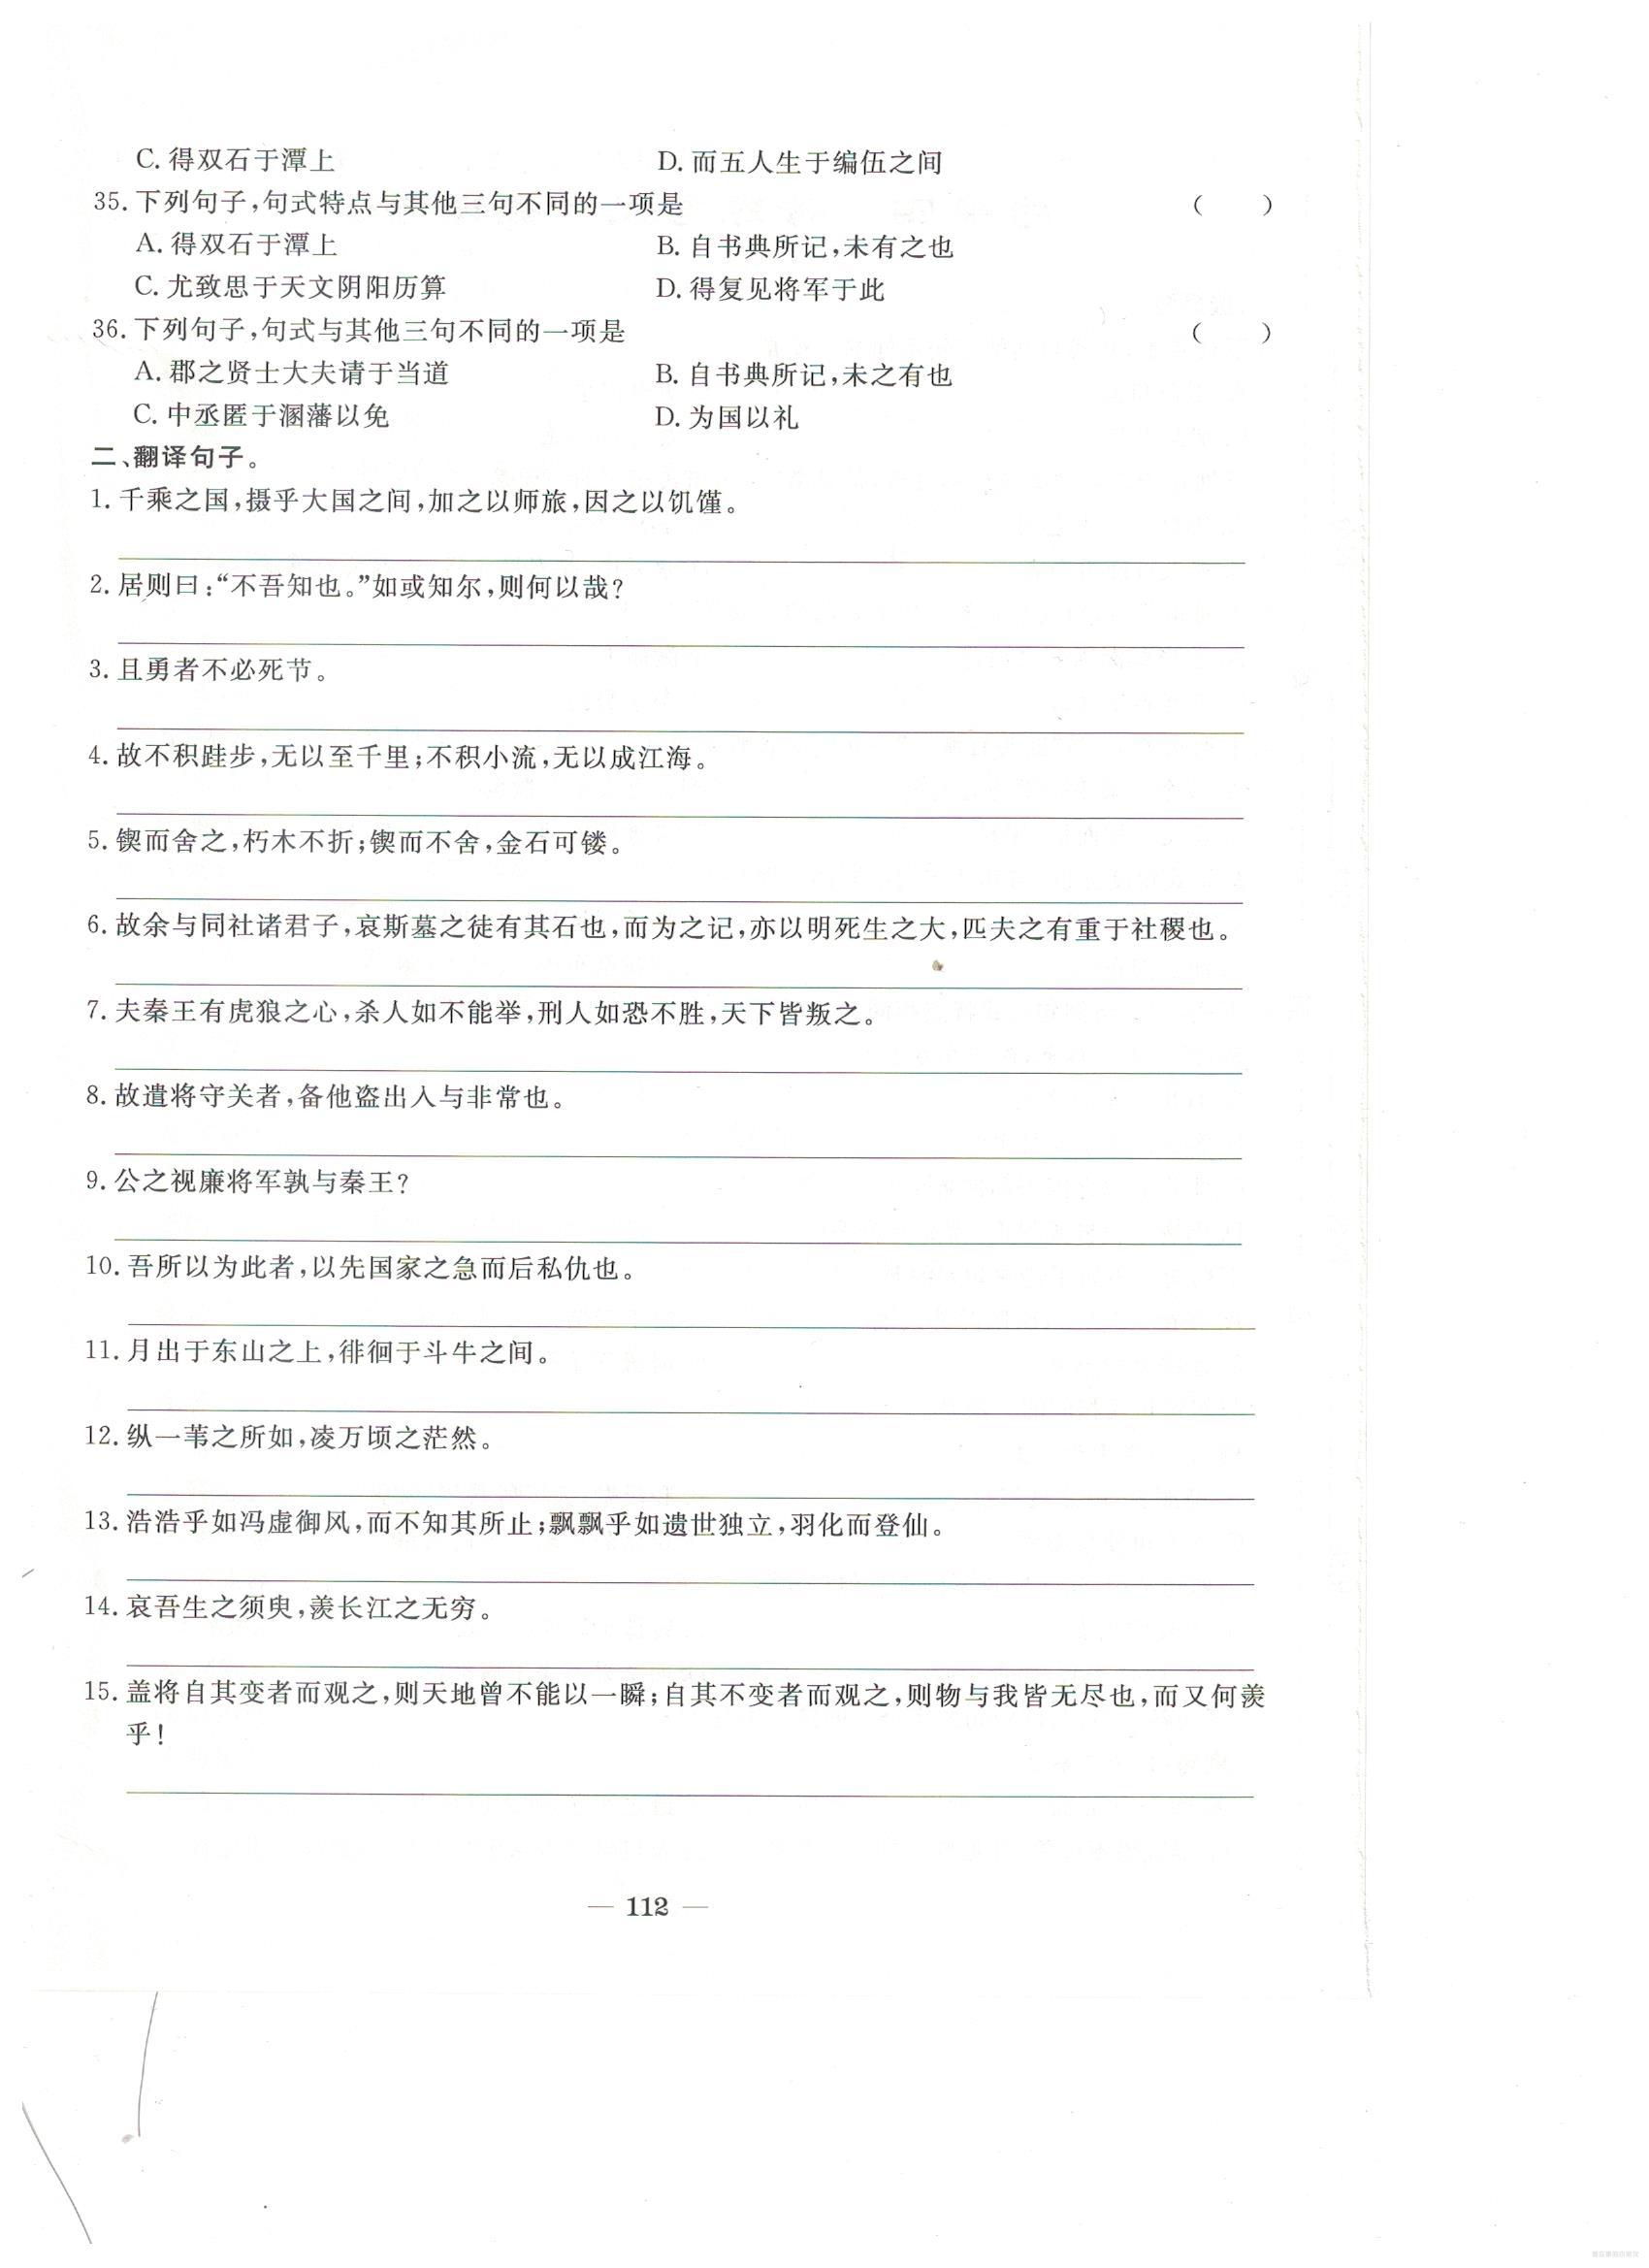 C. 得双石于潭上 D. 而五人生于编伍之间
35. 下列句子,句式特点与其他三句不同的一项是 ( )
A. 得双石于潭上 B. 自书典所记,未有之也
C. 尤致思于天文阴阳历算 D. 得复见将军于此
36. 下列句子,句式与其他三句不同的一项是 ( )
A. 郡之贤士大夫请于当道 B. 自书典所记,未之有也
C. 中丞匿于溷藩以免 D. 为国以礼
二、翻译句子。
1. 千乘之国,摄乎大国之间,加之以师旅,因之以饥馑。
2. 居则曰:“不吾知也。”如或知尔,则何以哉?
3. 且勇者不必死节。
4. 故不积跬步,无以至千里;不积小流,无以成江海。
5. 锲而舍之,朽木不折;锲而不舍,金石可镂。
6. 故余与同社诸君子,哀斯墓之徒有其石也,而为之记,亦以明死生之大,匹夫之有重于社稷也。
7. 夫秦王有虎狼之心,杀人如不能举,刑人如恐不胜,天下皆叛之。
8. 故遣将守关者,备他盗出入与非常也。
9. 公之视廉将军孰与秦王?
10. 吾所以为此者,以先国家之急而后私仇也。
11. 月出于东山之上,徘徊于斗牛之间。
12. 纵一苇之所如,凌万顷之茫然。
13. 浩浩乎如冯虚御风,而不知其所止;飘飘乎如遗世独立,羽化而登仙。
14. 哀吾生之须臾,羡长江之无穷。
15. 盖将自其变者而观之,则天地曾不能以一瞬;自其不变者而观之,则物与我皆无尽也,而又何羡
乎!
— 112 —